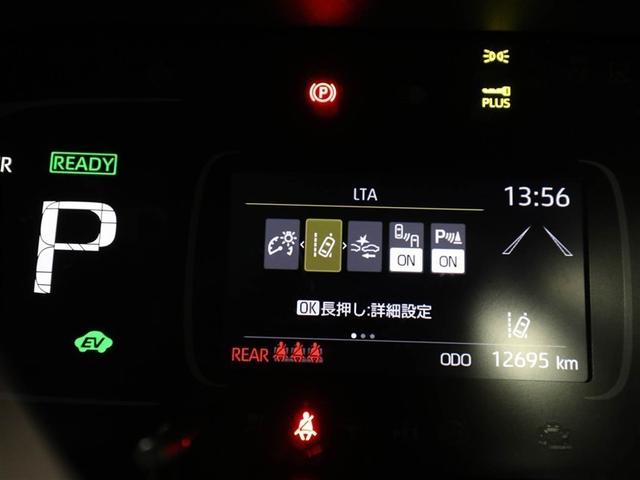 PLUS
R
READY
P
LTA
13:56
ON
P
ON
OK長押し:詳細設定
EV
REAR
ODO 12695 km